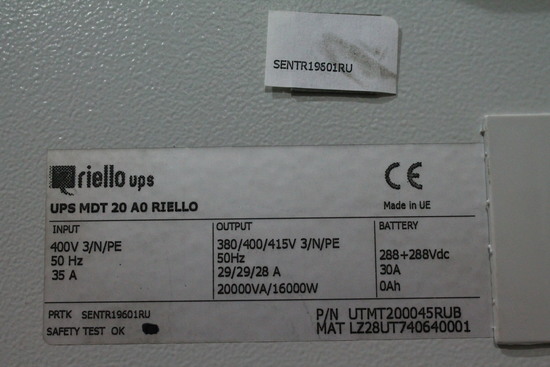 SENTR19601RU
riello ups
CE
UPS MDT 20 A0 RIELLO
Made in UE
INPUT
400V 3/N/PE
50 Hz
35 A
OUTPUT
380/400/415V 3/N/PE
50Hz
29/29/28 A
20000VA/16000W
BATTERY
288+288Vdc
30A
0Ah
PRTK SENTR19601RU
SAFETY TEST OK
P/N UTMT200045RUB
MAT LZ28UT740640001